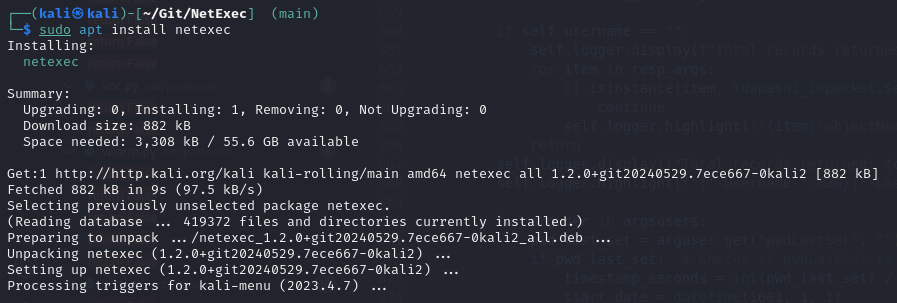 ┌──(kali㉿kali)-[~/Git/NetExec]  (main)
└─$ sudo apt install netexec
Installing:
  netexec

Summary:
  Upgrading: 0, Installing: 1, Removing: 0, Not Upgrading: 0
  Download size: 882 kB
  Space needed: 3,308 kB / 55.6 GB available

Get:1 http://http.kali.org/kali kali-rolling/main amd64 netexec all 1.2.0+git20240529.7ece667-0kali2 [882 kB]
Fetched 882 kB in 9s (97.5 kB/s)
Selecting previously unselected package netexec.
(Reading database ... 419372 files and directories currently installed.)
Preparing to unpack .../netexec_1.2.0+git20240529.7ece667-0kali2_all.deb ...
Unpacking netexec (1.2.0+git20240529.7ece667-0kali2) ...
Setting up netexec (1.2.0+git20240529.7ece667-0kali2) ...
Processing triggers for kali-menu (2023.4.7) ...